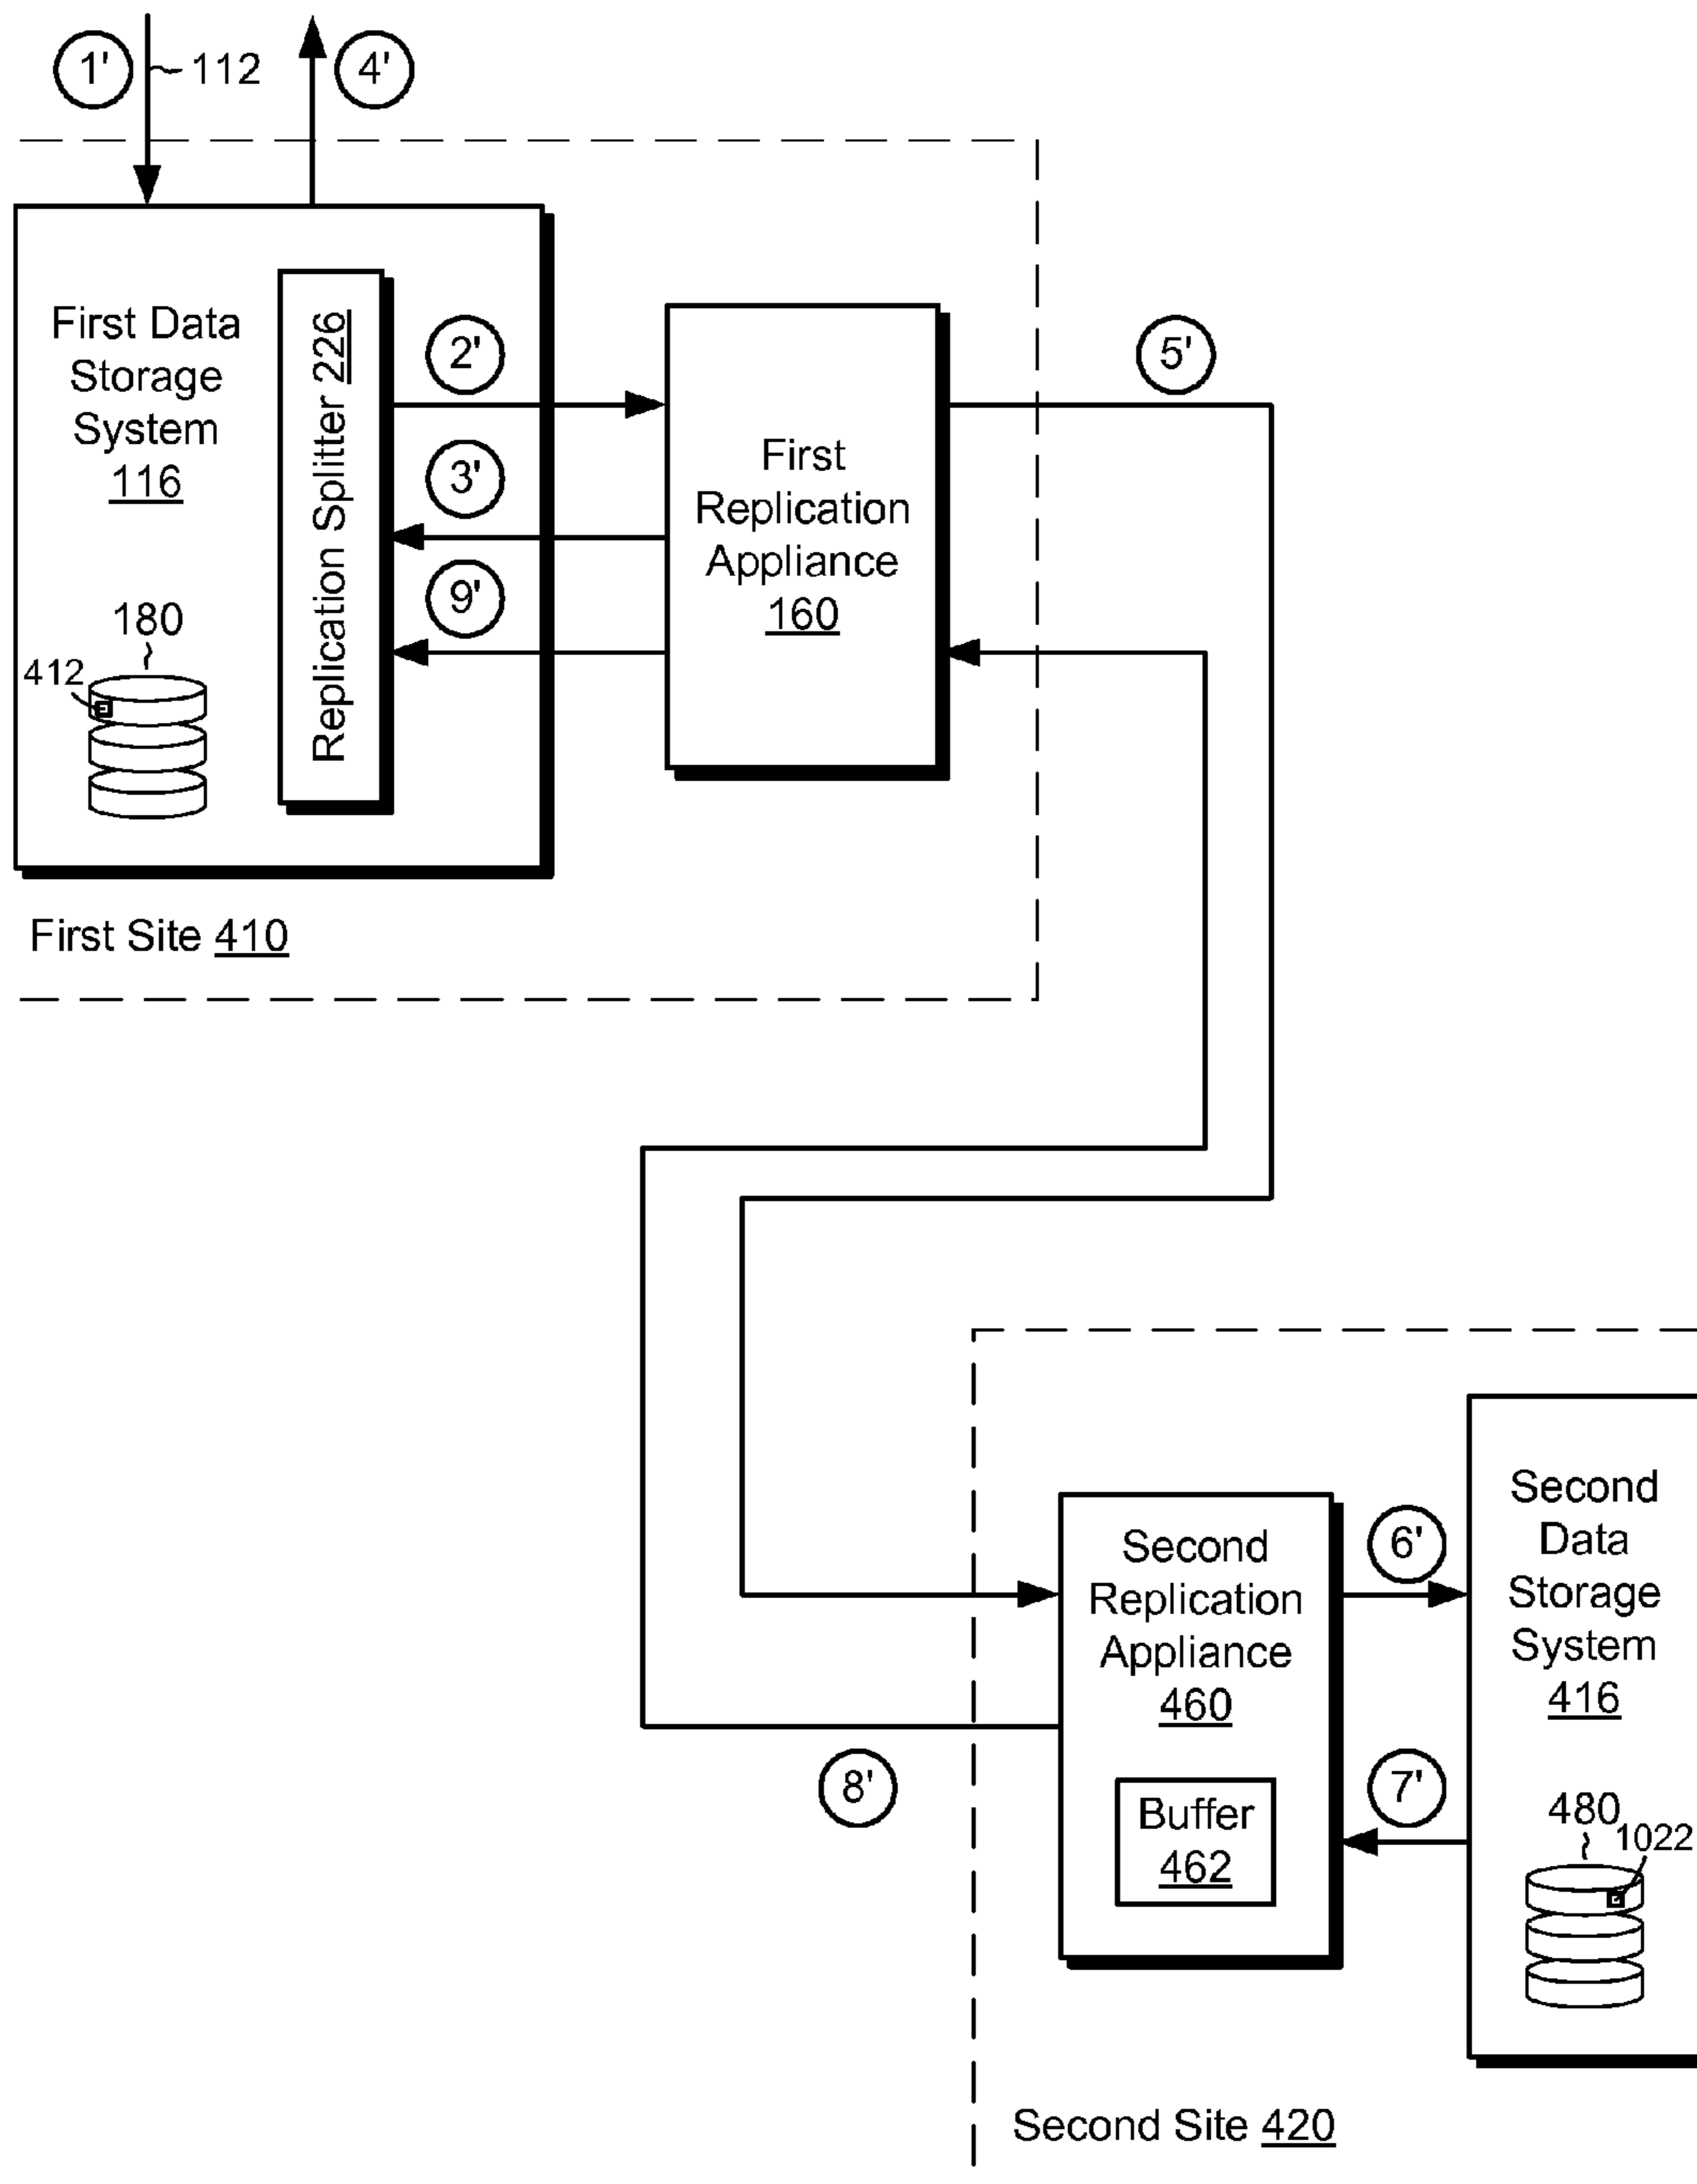 1'
112
4'
First Data
Storage
System
116
Replication Splitter 226
2'
3'
9'
First
Replication
Appliance
160
5'
180
412
First Site 410
Second
Replication
Appliance
460
Buffer
462
6'
7'
8'
Second
Data
Storage
System
416
480
1022
Second Site 420